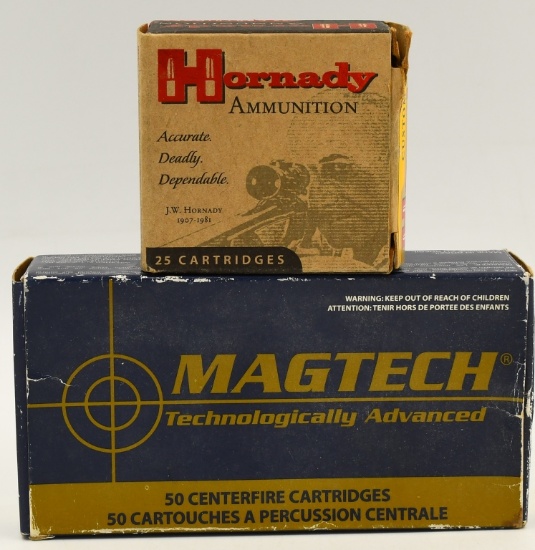 Hornady
AMMUNITION
Accurate.
Deadly.
Dependable.
J.W. HORNADY
1907-1981
25 CARTRIDGES
WARNING: KEEP OUT OF REACH OF CHILDREN
ATTENTION: TENIR HORS DE PORTEE DES ENFANTS
MAGTECH®
Technologically Advanced
50 CENTERFIRE CARTRIDGES
50 CARTOUCHES A PERCUSSION CENTRALE